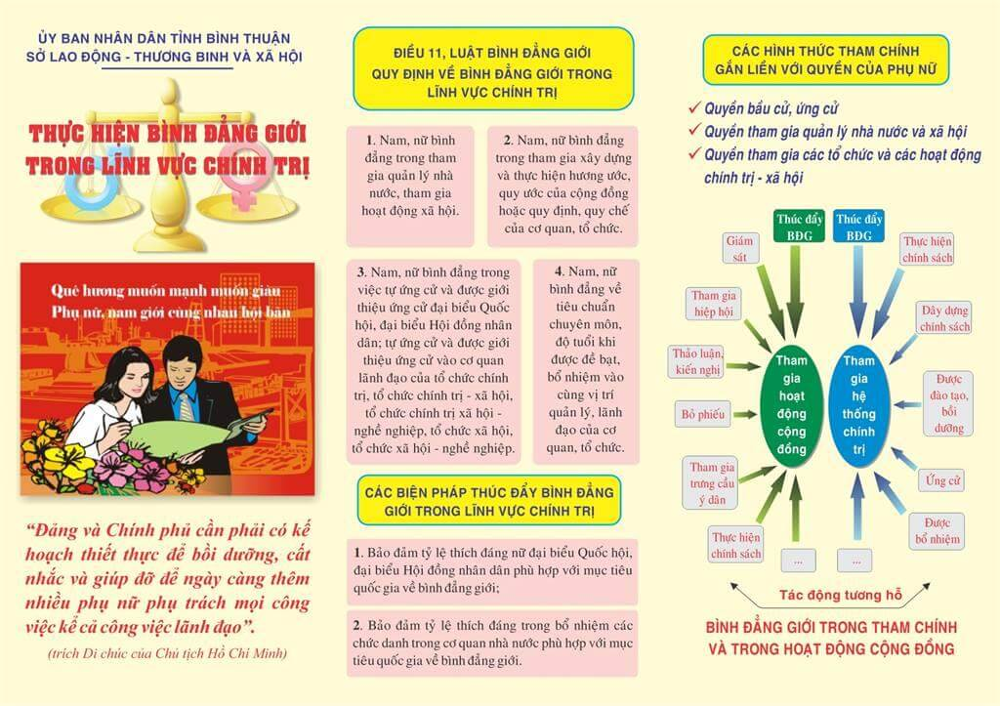 ỦY BAN NHÂN DÂN TỈNH BÌNH THUẬN
SỞ LAO ĐỘNG - THƯƠNG BINH VÀ XÃ HỘI
THỰC HIỆN BÌNH ĐẲNG GIỚI
TRONG LĨNH VỰC CHÍNH TRỊ
Quê hương muốn mạnh muốn giàu
Phụ nữ, nam giới cùng nhau hội bàn
“Đảng và Chính phủ cần phải có kế
hoạch thiết thực để bồi dưỡng, cất
nhắc và giúp đỡ để ngày càng thêm
nhiều phụ nữ phụ trách mọi công
việc kể cả công việc lãnh đạo”.
(trích Di chúc của Chủ tịch Hồ Chí Minh)
ĐIỀU 11, LUẬT BÌNH ĐẲNG GIỚI
QUY ĐỊNH VỀ BÌNH ĐẲNG GIỚI TRONG
LĨNH VỰC CHÍNH TRỊ
1. Nam, nữ bình
đẳng trong tham
gia quản lý nhà
nước, tham gia
hoạt động xã hội.
2. Nam, nữ bình đẳng
trong tham gia xây dựng
và thực hiện hương ước,
quy ước của cộng đồng
hoặc quy định, quy chế
của cơ quan, tổ chức.
3. Nam, nữ bình đẳng trong
việc tự ứng cử và được giới
thiệu ứng cử đại biểu Quốc
hội, đại biểu Hội đồng nhân
dân; tự ứng cử và được giới
thiệu ứng cử vào cơ quan
lãnh đạo của tổ chức chính
trị, tổ chức chính trị - xã hội,
tổ chức chính trị xã hội -
nghề nghiệp, tổ chức xã hội,
tổ chức xã hội - nghề nghiệp.
4. Nam, nữ
bình đẳng về
tiêu chuẩn
chuyên môn,
độ tuổi khi
được đề bạt,
bổ nhiệm vào
cùng vị trí
quản lý, lãnh
đạo của cơ
quan, tổ chức.
CÁC BIỆN PHÁP THÚC ĐẨY BÌNH ĐẲNG
GIỚI TRONG LĨNH VỰC CHÍNH TRỊ
1. Bảo đảm tỷ lệ thích đáng nữ đại biểu Quốc hội,
đại biểu Hội đồng nhân dân phù hợp với mục tiêu
quốc gia về bình đẳng giới;
2. Bảo đảm tỷ lệ thích đáng trong bổ nhiệm các
chức danh trong cơ quan nhà nước phù hợp với mục
tiêu quốc gia về bình đẳng giới.
CÁC HÌNH THỨC THAM CHÍNH
GẮN LIỀN VỚI QUYỀN CỦA PHỤ NỮ
✓ Quyền bầu cử, ứng cử
✓ Quyền tham gia quản lý nhà nước và xã hội
✓ Quyền tham gia các tổ chức và các hoạt động
chính trị - xã hội
Thúc đẩy
BĐG
Thúc đẩy
BĐG
Giám
sát
Thực hiện
chính sách
Tham gia
hiệp hội
Dây dựng
chính sách
Thảo luận,
kiến nghị
Tham
gia
hoạt
động
cộng
đồng
Tham
gia
hệ
thống
chính
trị
Được
đào tạo,
bồi
dưỡng
Bỏ phiếu
Tham gia
trưng cầu
ý dân
Ứng cử
Thực hiện
chính sách
Được
bổ nhiệm
...
...
Tác động tương hỗ
BÌNH ĐẲNG GIỚI TRONG THAM CHÍNH
VÀ TRONG HOẠT ĐỘNG CỘNG ĐỒNG